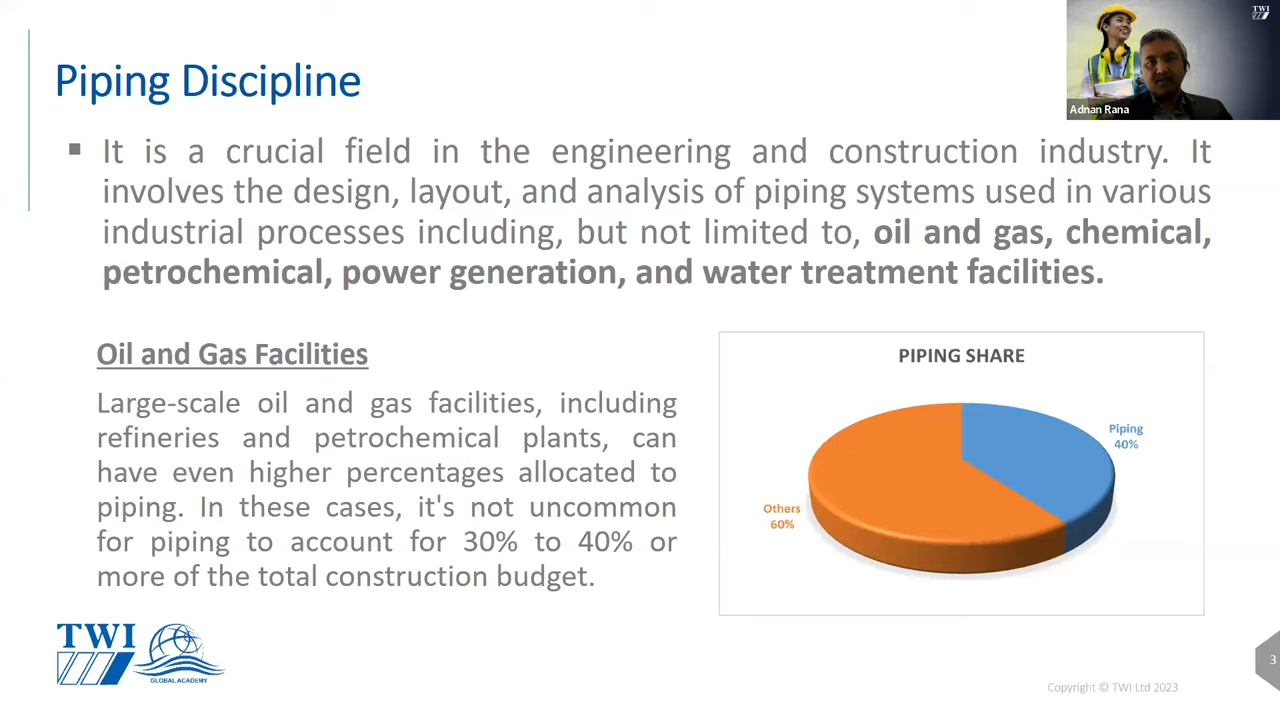 TWI
Adnan Rana
Piping Discipline
▪ It is a crucial field in the engineering and construction industry. It
involves the design, layout, and analysis of piping systems used in various
industrial processes including, but not limited to, oil and gas, chemical,
petrochemical, power generation, and water treatment facilities.
Oil and Gas Facilities
Large-scale oil and gas facilities, including
refineries and petrochemical plants, can
have even higher percentages allocated to
piping. In these cases, it's not uncommon
for piping to account for 30% to 40% or
more of the total construction budget.
PIPING SHARE
Piping
40%
Others
60%
TWI
GLOBAL ACADEMY
3
Copyright © TWI Ltd 2023